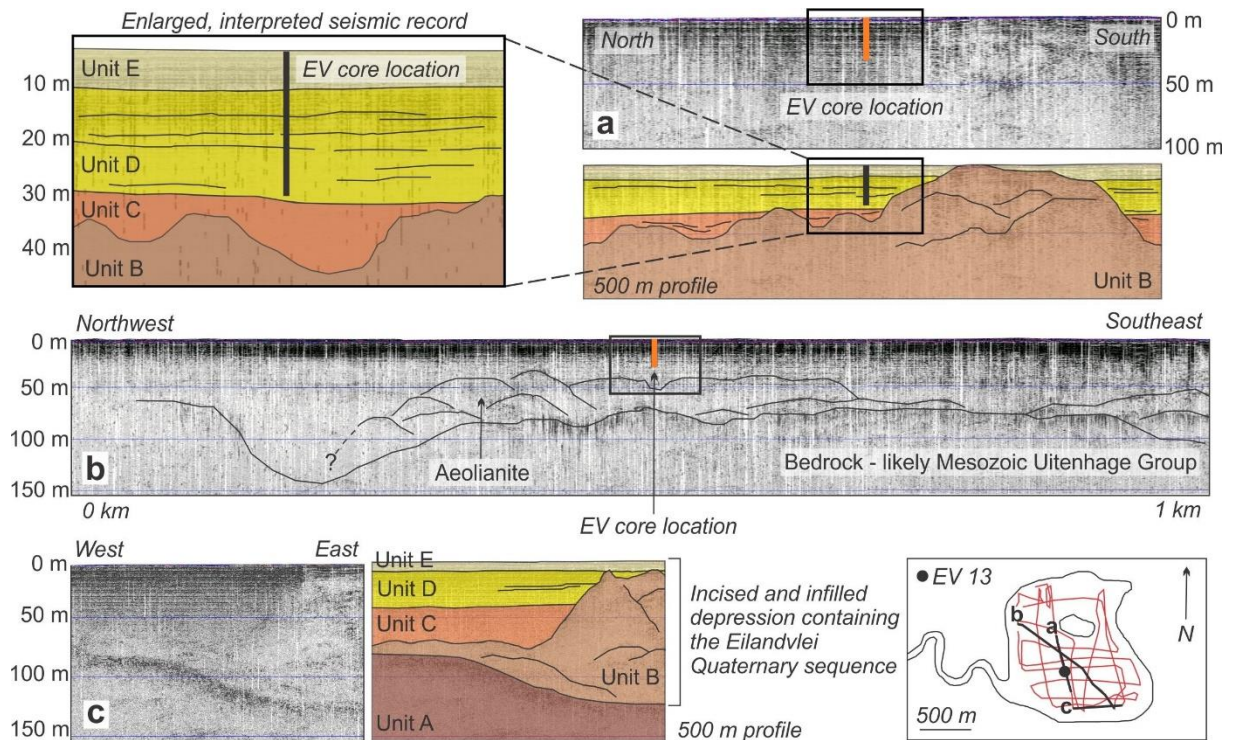 Enlarged, interpreted seismic record
Unit E
EV core location
10 m
20 m
Unit D
30 m
Unit C
40 m
Unit B
North
South
0 m
50 m
100 m
EV core location
a
500 m profile
Unit B
Northwest
Southeast
0 m
50 m
100 m
150 m
?
b
Aeolianite
Bedrock - likely Mesozoic Uitenhage Group
0 km
EV core location
1 km
West
East
0 m
50 m
100 m
150 m
c
Unit E
Unit D
Unit C
Unit B
Unit A
Incised and infilled
depression containing
the Eilandvlei
Quaternary sequence
500 m profile
EV 13
b
a
c
N
500 m